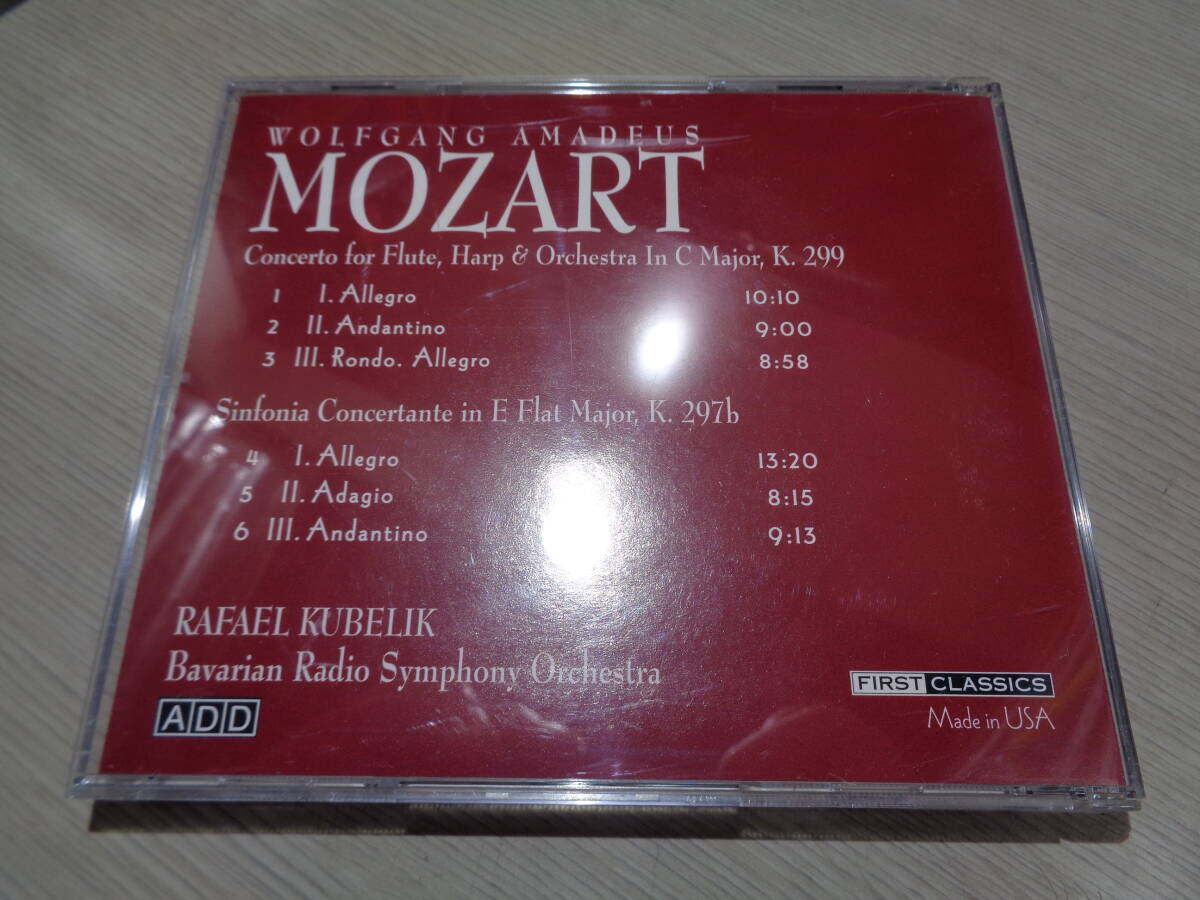 WOLFGANG AMADEUS
MOZART
Concerto for Flute, Harp & Orchestra In C Major, K. 299
1 I. Allegro 10:10
2 II. Andantino 9:00
3 III. Rondo. Allegro 8:58
Sinfonia Concertante in E Flat Major, K. 297b
4 I. Allegro 13:20
5 II. Adagio 8:15
6 III. Andantino 9:13
RAFAEL KUBELIK
Bavarian Radio Symphony Orchestra
ADD
FIRST CLASSICS
Made in USA